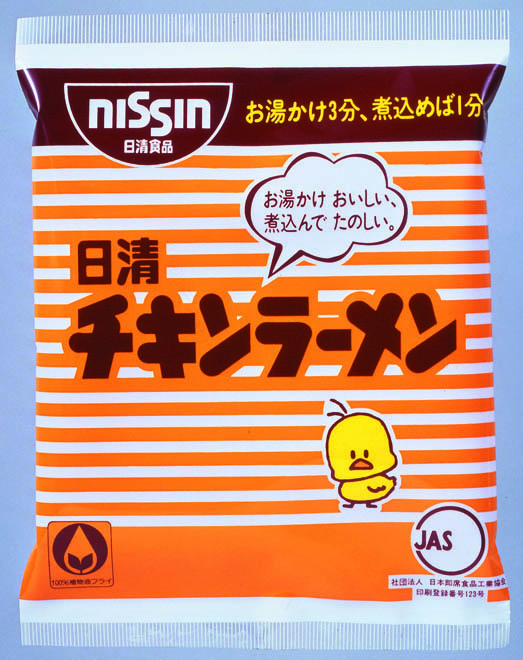 nissin
日清食品
お湯かけ3分、煮込めば1分
お湯かけ おいしい、
煮込んで たのしい。
日清
チキンラーメン
100%植物油フライ
JAS
社団法人 日本即席食品工業協会
印刷登録番号123号